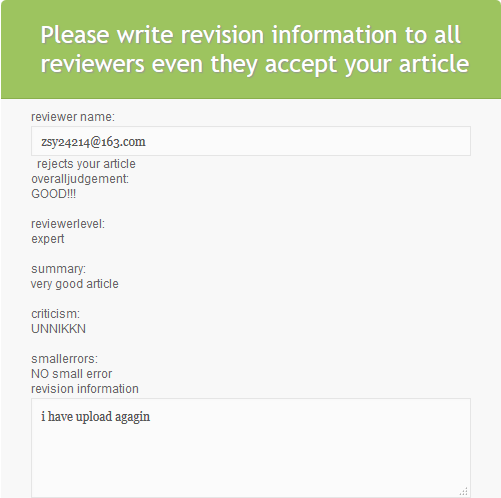 Please write revision information to all
reviewers even they accept your article
reviewer name:
zsy24214@163.com
rejects your article
overalljudgement:
GOOD!!!
reviewerlevel:
expert
summary:
very good article
criticism:
UNNIKKN
smallerrors:
NO small error
revision information
i have upload agagin